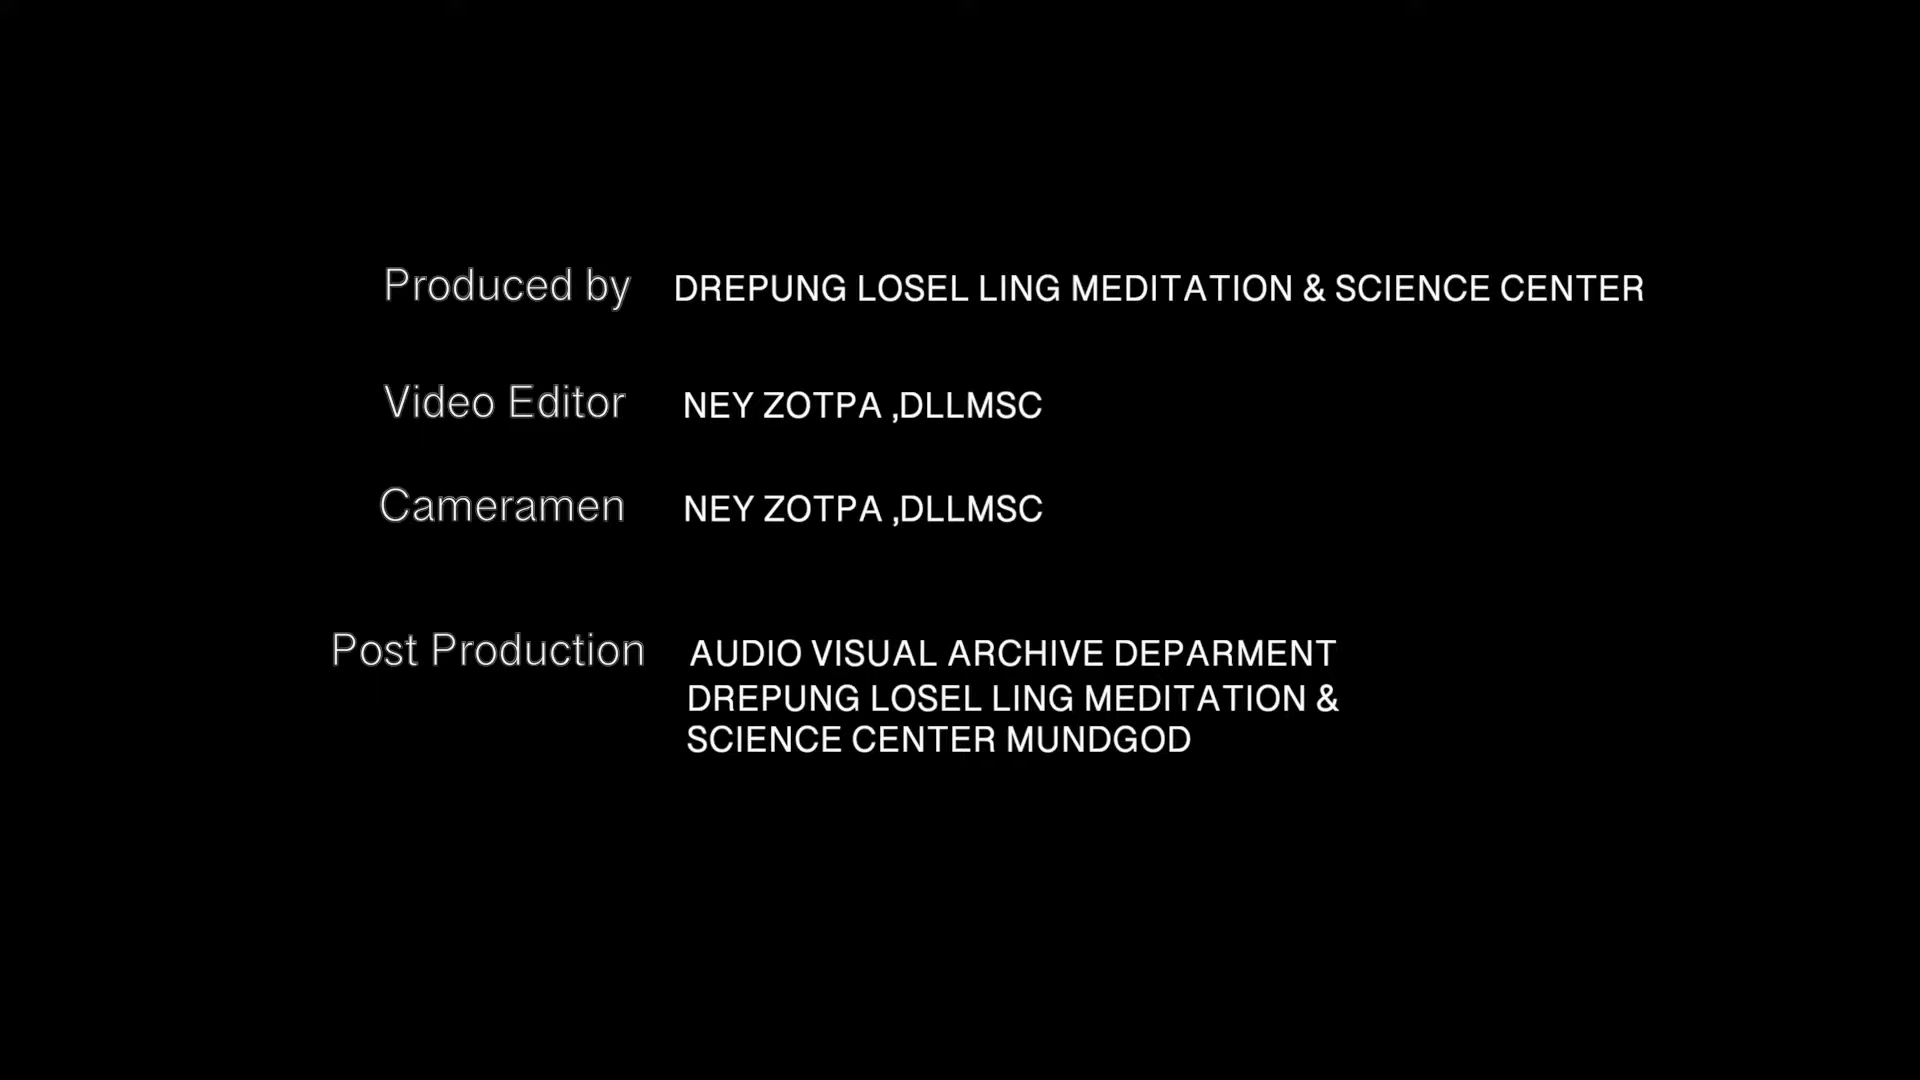 Produced by DREPUNG LOSEL LING MEDITATION & SCIENCE CENTER
Video Editor NEY ZOTPA ,DLLMSC
Cameramen NEY ZOTPA ,DLLMSC
Post Production AUDIO VISUAL ARCHIVE DEPARMENT
DREPUNG LOSEL LING MEDITATION &
SCIENCE CENTER MUNDGOD